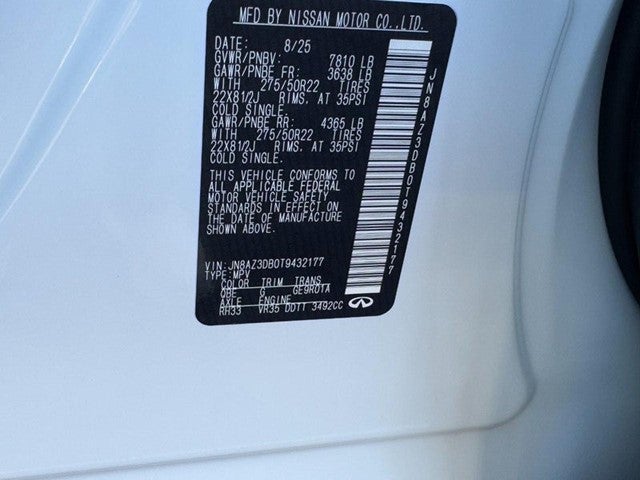 MFD BY NISSAN MOTOR CO.,LTD.
DATE: 8/25
GVWR/PNBV: 7810 LB
GAWR/PNBE FR: 3638 LB
WITH 275/50R22 TIRES
22X81/2J RIMS. AT 35PSI
COLD SINGLE.
GAWR/PNBE RR: 4365 LB
WITH 275/50R22 TIRES
22X81/2J RIMS. AT 35PSI
COLD SINGLE.
THIS VEHICLE CONFORMS TO
ALL APPLICABLE FEDERAL
MOTOR VEHICLE SAFETY
STANDARDS IN EFFECT ON
THE DATE OF MANUFACTURE
SHOWN ABOVE.
VIN: JN8AZ3DB0T9432177
TYPE: MPV
COLOR TRIM TRANS
QBE G GE9R01A
AXLE ENGINE
RH33 VR35 DDTT 3492CC
JN8AZ3DB0T9432177